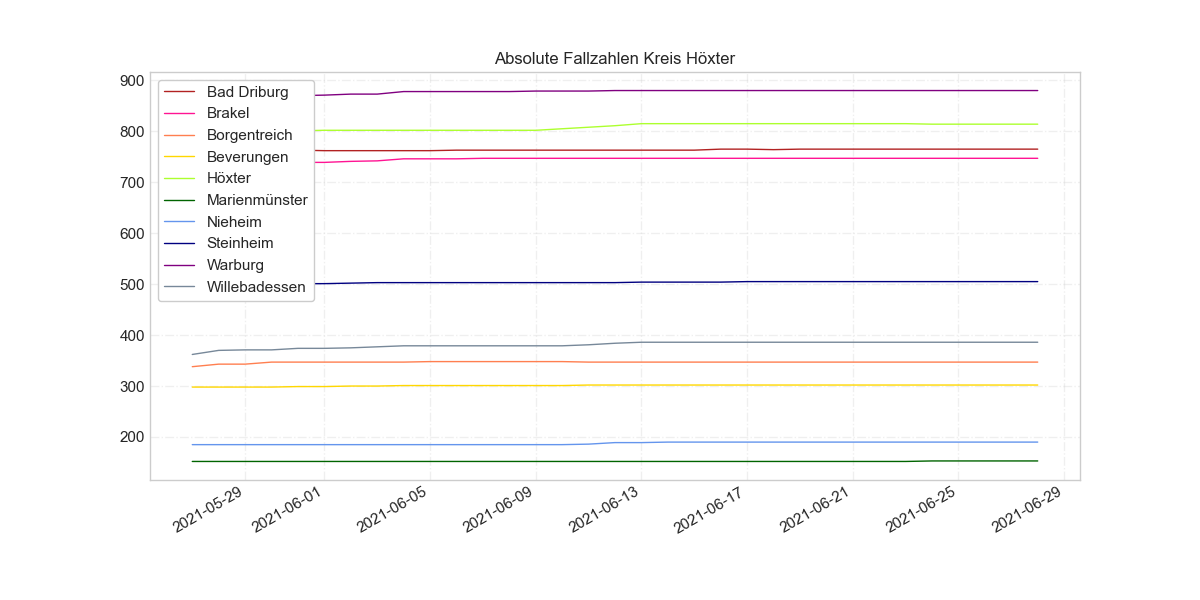 Absolute Fallzahlen Kreis Höxter
900
800
700
600
500
400
300
200
Bad Driburg
Brakel
Borgentreich
Beverungen
Höxter
Marienmünster
Nieheim
Steinheim
Warburg
Willebadessen
2021-05-29
2021-06-01
2021-06-05
2021-06-09
2021-06-13
2021-06-17
2021-06-21
2021-06-25
2021-06-29